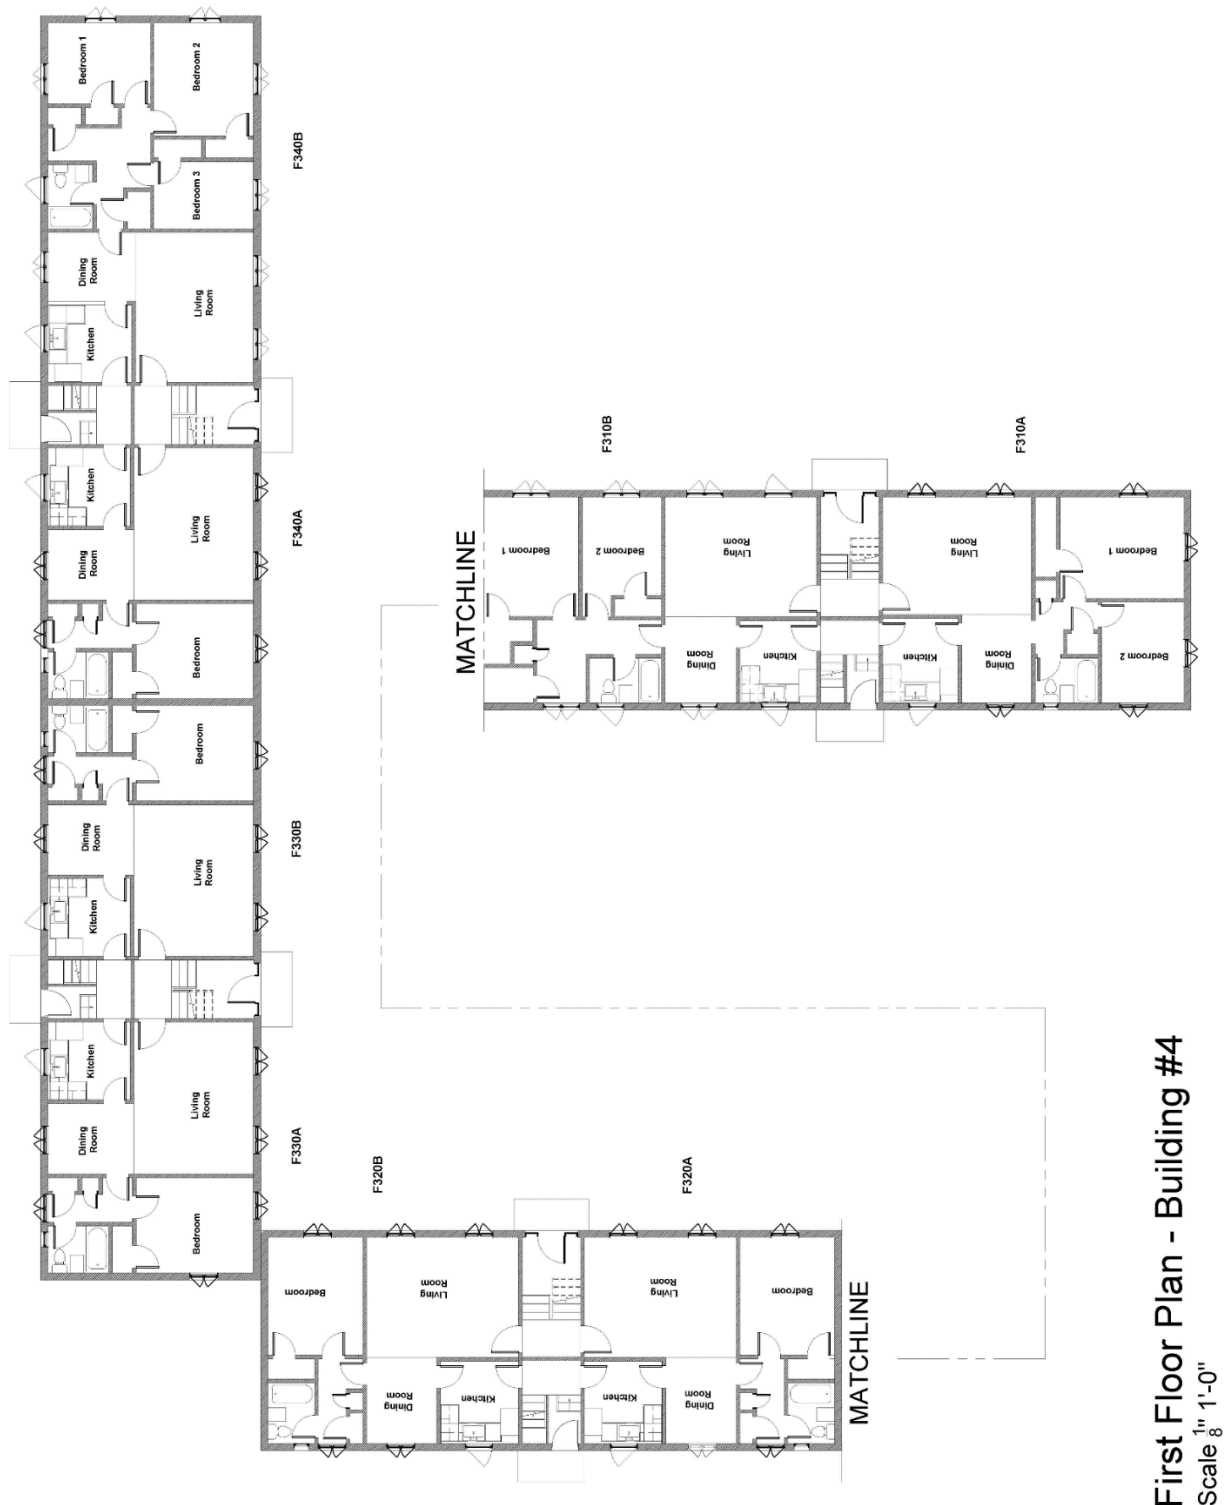 Bedroom 1
Bedroom 2
Bedroom 3
F340B
Dining
Room
Living
Room
Kitchen
Kitchen
Living
Room
Dining
Room
F340A
Bedroom
Bedroom
Dining
Room
Living
Room
F330B
Kitchen
Kitchen
Living
Room
Dining
Room
F330A
Bedroom
F320B
Bedroom
Living
Room
Dining
Room
Kitchen
F320A
Living
Room
Kitchen
Dining
Room
Bedroom
MATCHLINE
MATCHLINE
F310B
Bedroom 1
Bedroom 2
Living
Room
Dining
Room
Kitchen
F310A
Living
Room
Kitchen
Dining
Room
Bedroom 1
Bedroom 2
First Floor Plan - Building #4
Scale 1/8" 1'-0"